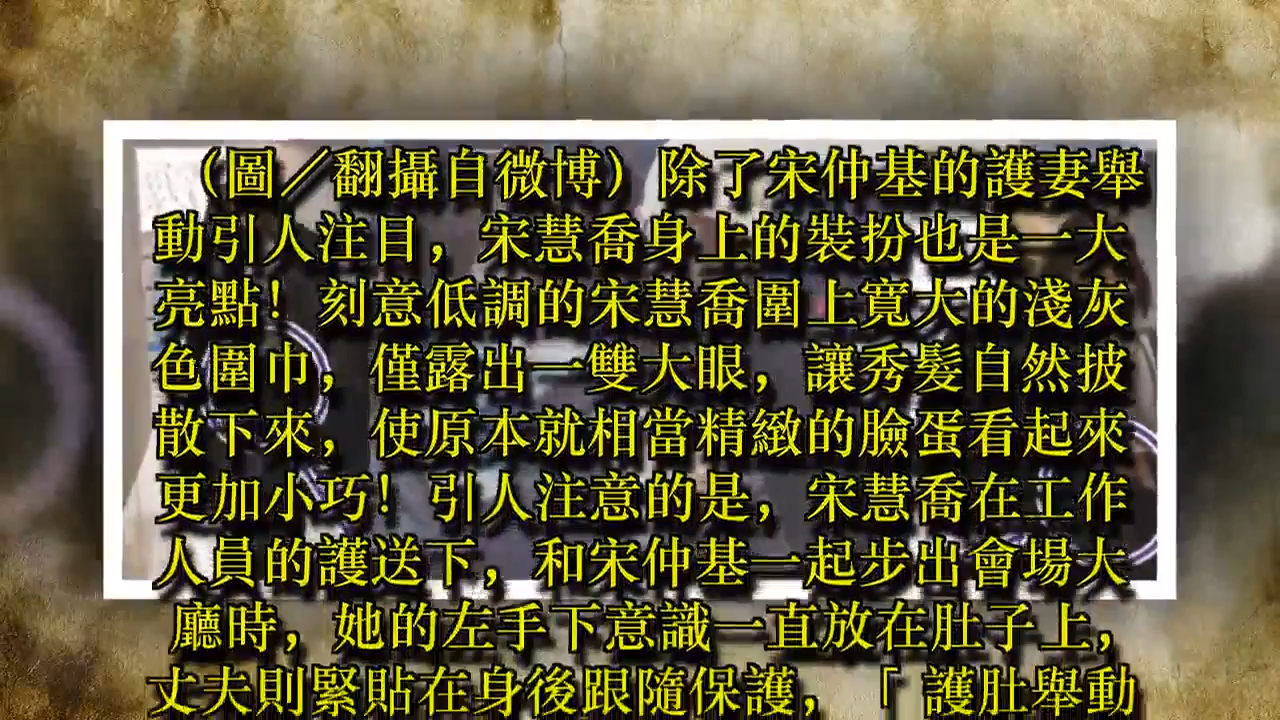 （圖／翻攝自微博）除了宋仲基的護妻舉
動引人注目，宋慧喬身上的裝扮也是一大
亮點！刻意低調的宋慧喬圍上寬大的淺灰
色圍巾，僅露出一雙大眼，讓秀髮自然披
散下來，使原本就相當精緻的臉蛋看起來
更加小巧！引人注意的是，宋慧喬在工作
人員的護送下，和宋仲基一起步出會場大
廳時，她的左手下意識一直放在肚子上，
丈夫則緊貼在身後跟隨保護，「 護肚舉動